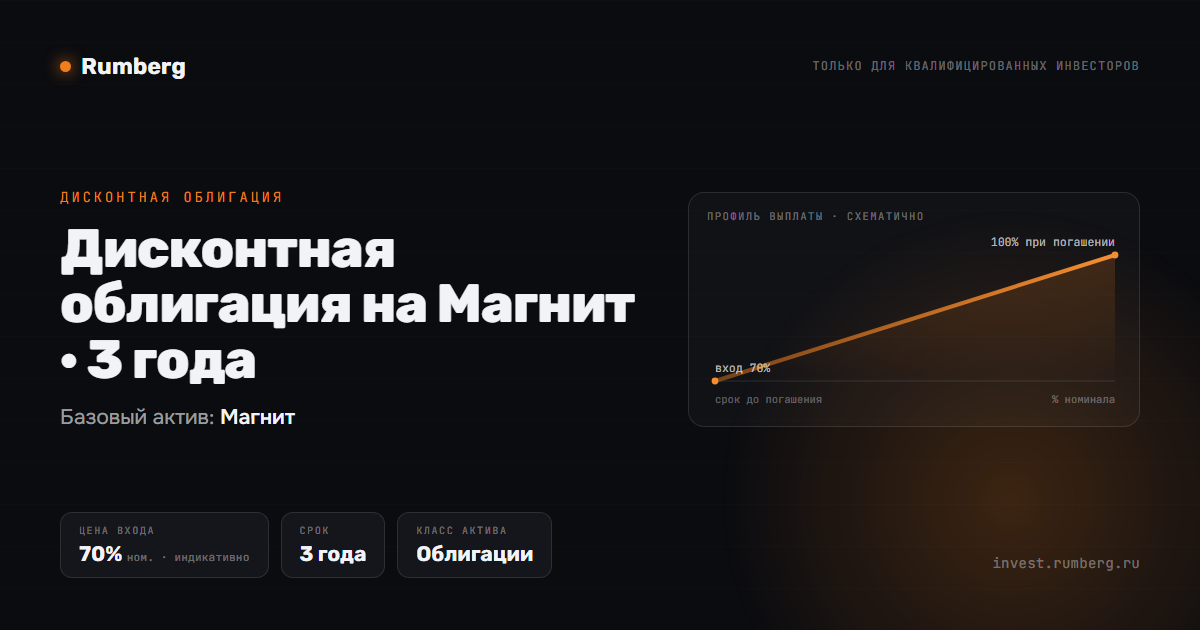 Rumberg
ТОЛЬКО ДЛЯ КВАЛИФИЦИРОВАННЫХ ИНВЕСТОРОВ
ДИСКОНТНАЯ ОБЛИГАЦИЯ
Дисконтная
облигация на Магнит
• 3 года
Базовый актив: Магнит
ПРОФИЛЬ ВЫПЛАТЫ · СХЕМАТИЧНО
100% при погашении
вход 70%
срок до погашения
% номинала
ЦЕНА ВХОДА
70% ном. · индикативно
СРОК
3 года
КЛАСС АКТИВА
Облигации
invest.rumberg.ru